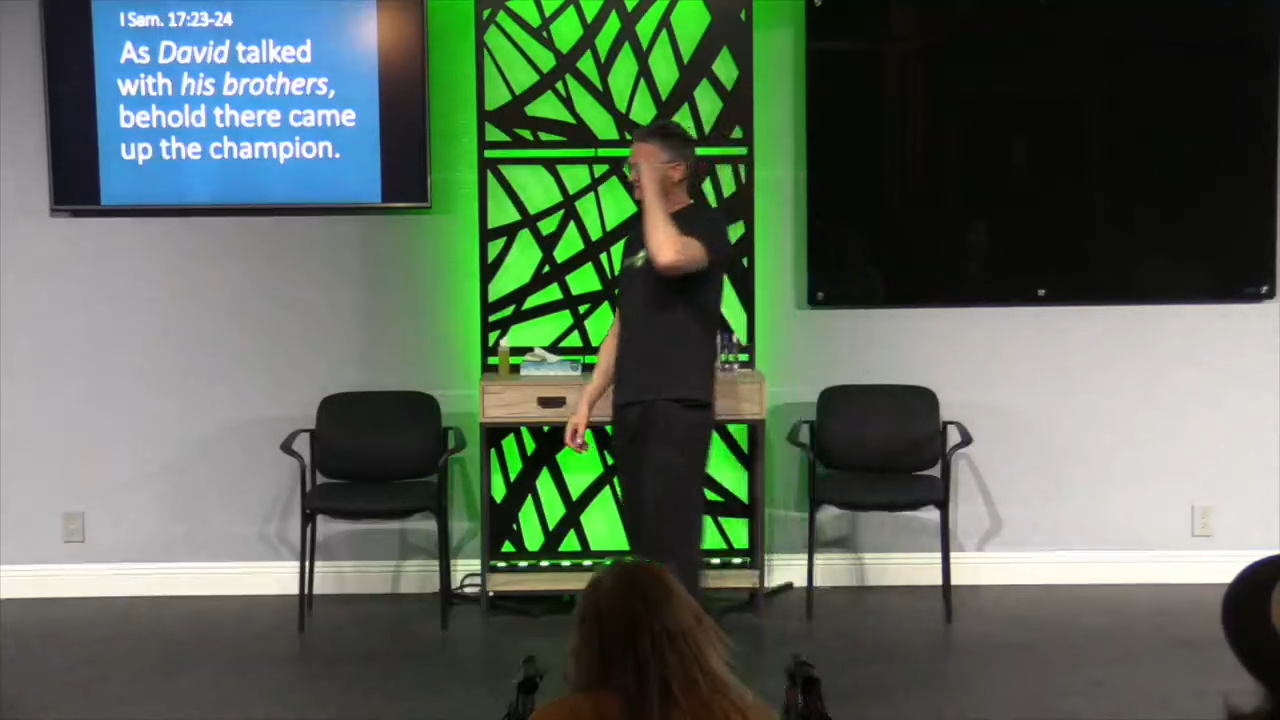 I Sam. 17:23-24
As David talked
with his brothers,
behold there came
up the champion.